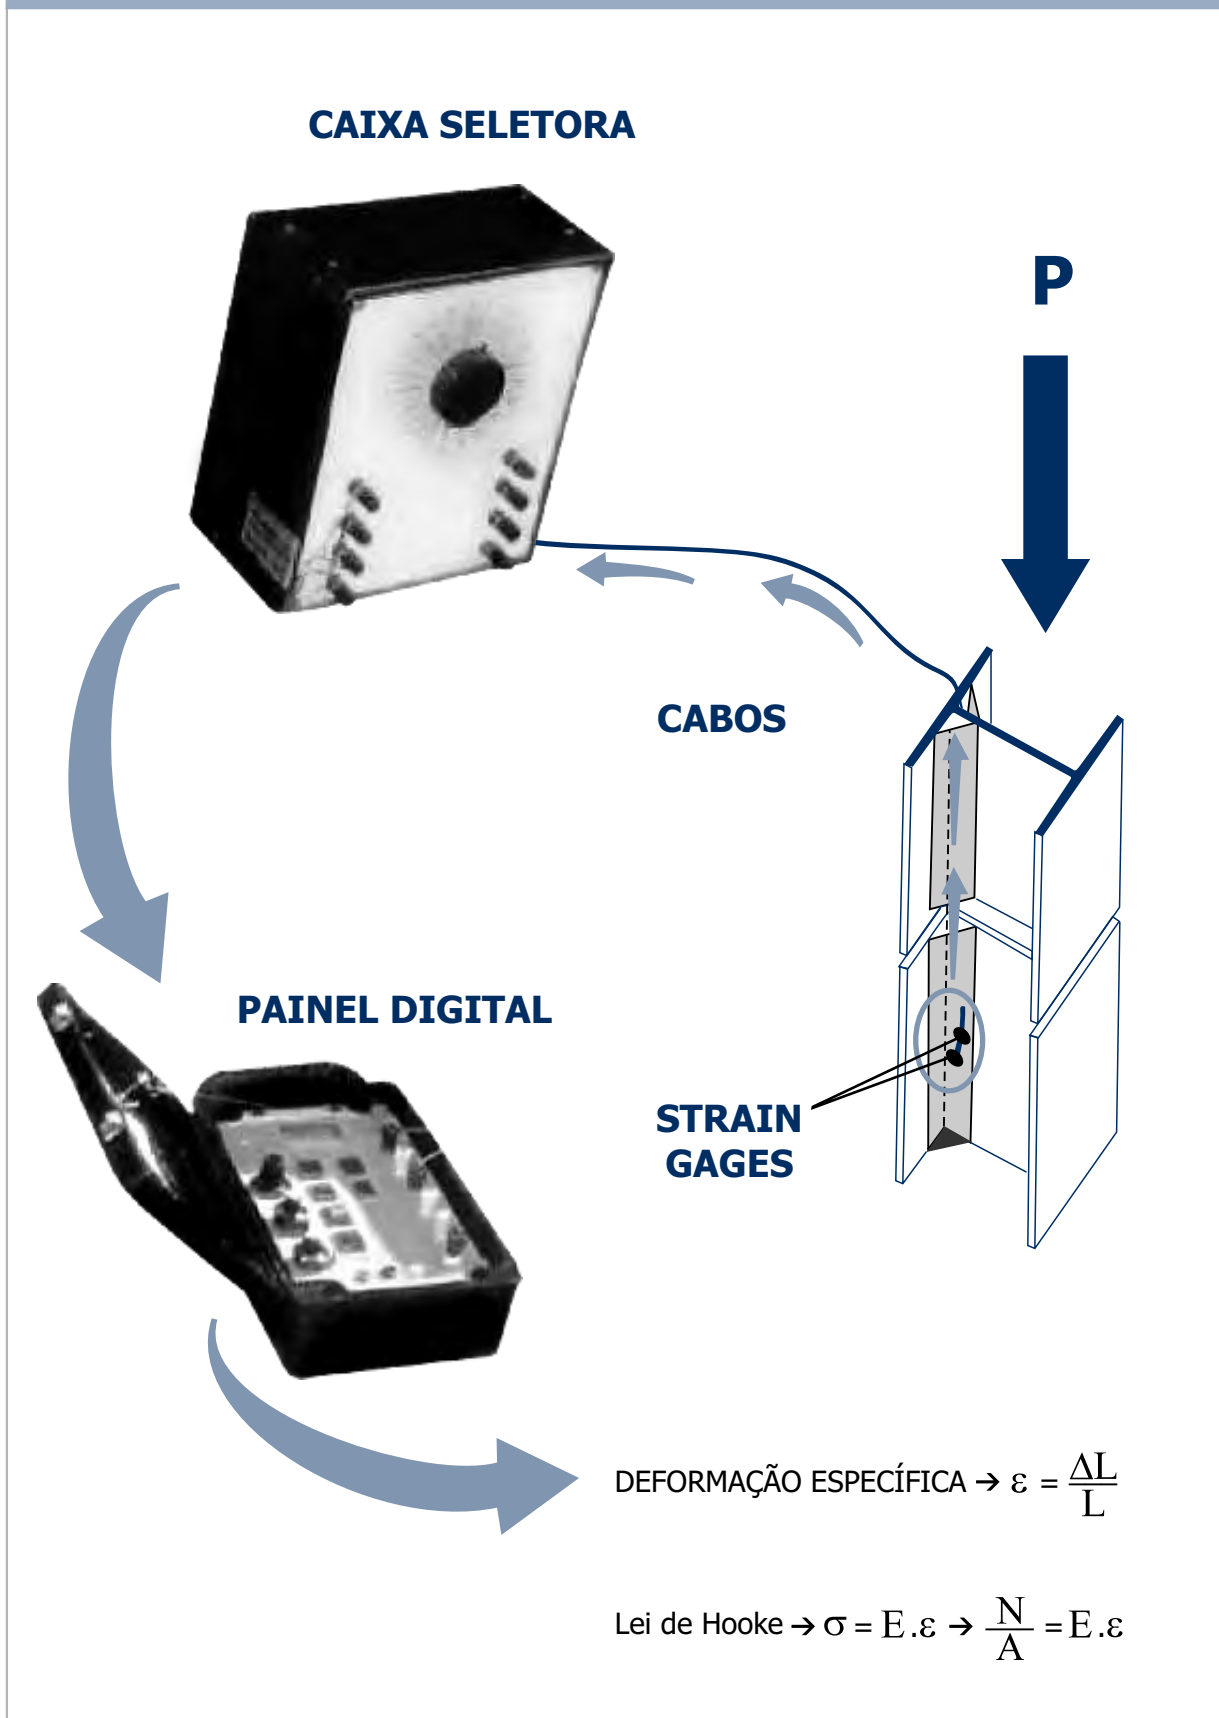 CAIXA SELETORA
P
CABOS
PAINEL DIGITAL
STRAIN
GAGES
DEFORMAÇÃO ESPECÍFICA → ε = ΔL/L
Lei de Hooke → σ = E.ε → N/A = E.ε